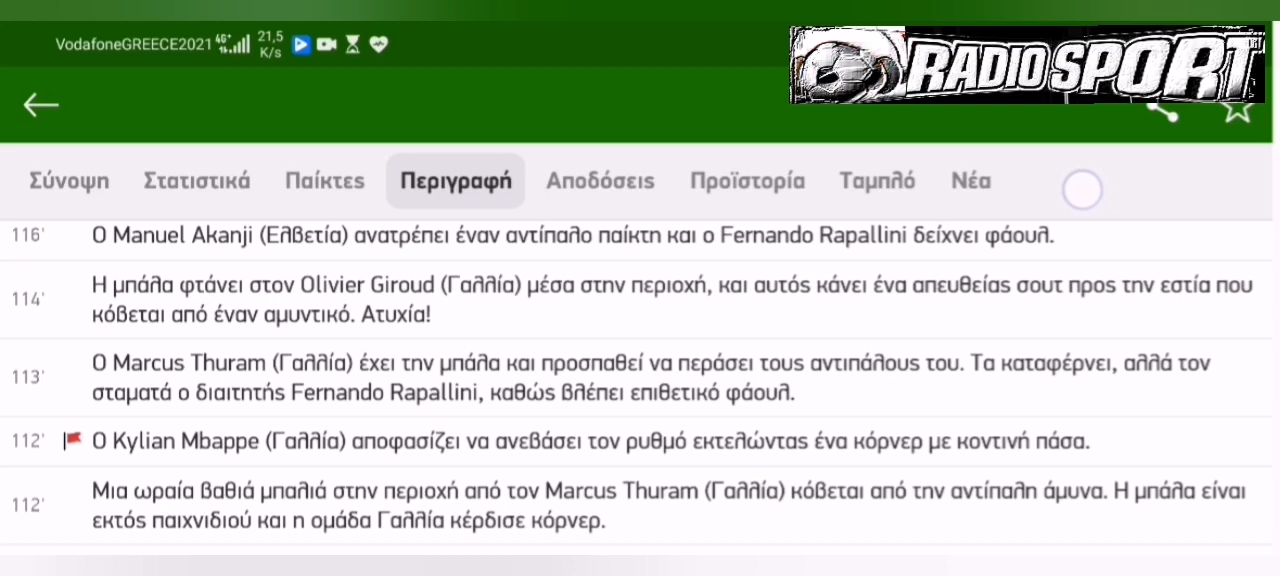 VodafoneGREECE2021 4G+ 21,5 K/s
RADIO SPORT
Σύνοψη Στατιστικά Παίκτες Περιγραφή Αποδόσεις Προϊστορία Ταμπλό Νέα
116' Ο Manuel Akanji (Ελβετία) ανατρέπει έναν αντίπαλο παίκτη και ο Fernando Rapallini δείχνει φάουλ.
114' Η μπάλα φτάνει στον Olivier Giroud (Γαλλία) μέσα στην περιοχή, και αυτός κάνει ένα απευθείας σουτ προς την εστία που
κόβεται από έναν αμυντικό. Ατυχία!
113' Ο Marcus Thuram (Γαλλία) έχει την μπάλα και προσπαθεί να περάσει τους αντιπάλους του. Τα καταφέρνει, αλλά τον
σταματά ο διαιτητής Fernando Rapallini, καθώς βλέπει επιθετικό φάουλ.
112' Ο Kylian Mbappe (Γαλλία) αποφασίζει να ανεβάσει τον ρυθμό εκτελώντας ένα κόρνερ με κοντινή πάσα.
112' Μια ωραία βαθιά μπαλιά στην περιοχή από τον Marcus Thuram (Γαλλία) κόβεται από την αντίπαλη άμυνα. Η μπάλα είναι
εκτός παιχνιδιού και η ομάδα Γαλλία κέρδισε κόρνερ.